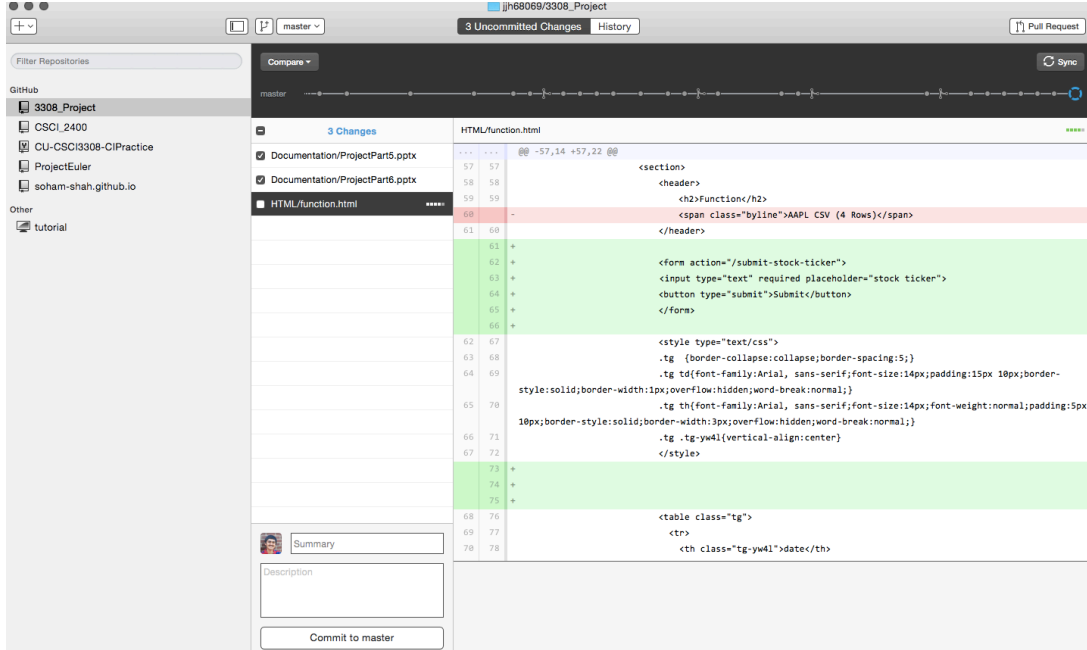 jjh68069/3308_Project
master
3 Uncommitted Changes
History
Pull Request
Filter Repositories
GitHub
3308_Project
CSCI_2400
CU-CSCI3308-CIPractice
ProjectEuler
soham-shah.github.io
Other
tutorial
Compare
Sync
master
3 Changes
Documentation/ProjectPart5.pptx
Documentation/ProjectPart6.pptx
HTML/function.html
Summary
Description
Commit to master
HTML/function.html
... ... @@ -57,14 +57,22 @@
57 57 <section>
58 58 <header>
59 59 <h2>Function</h2>
60 - <span class="byline">AAPL CSV (4 Rows)</span>
61 60 </header>
61 +
62 + <form action="/submit-stock-ticker">
63 + <input type="text" required placeholder="stock ticker">
64 + <button type="submit">Submit</button>
65 + </form>
66 +
62 67 <style type="text/css">
63 68 .tg {border-collapse:collapse;border-spacing:5;}
64 69 .tg td{font-family:Arial, sans-serif;font-size:14px;padding:15px 10px;border-
style:solid;border-width:1px;overflow:hidden;word-break:normal;}
65 70 .tg th{font-family:Arial, sans-serif;font-size:14px;font-weight:normal;padding:5px
10px;border-style:solid;border-width:3px;overflow:hidden;word-break:normal;}
66 71 .tg .tg-yw4l{vertical-align:center}
67 72 </style>
73 +
74 +
75 +
68 76 <table class="tg">
69 77 <tr>
70 78 <th class="tg-yw4l">date</th>